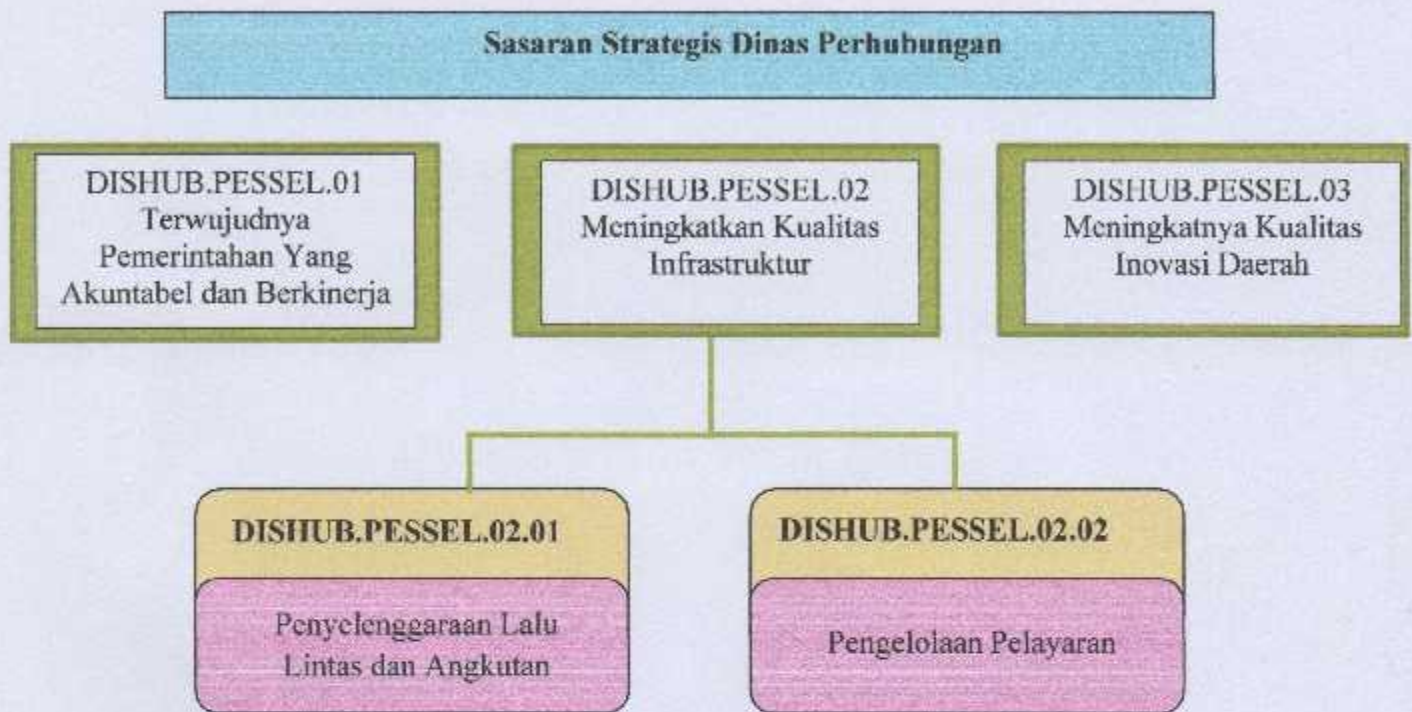 Sasaran Strategis Dinas Perhubungan
DISHUB.PESSEL.01
Terwujudnya
Pemerintahan Yang
Akuntabel dan Berkinerja
DISHUB.PESSEL.02
Meningkatkan Kualitas
Infrastruktur
DISHUB.PESSEL.03
Meningkatnya Kualitas
Inovasi Daerah
DISHUB.PESSEL.02.01
Penyelenggaraan Lalu
Lintas dan Angkutan
DISHUB.PESSEL.02.02
Pengelolaan Pelayaran